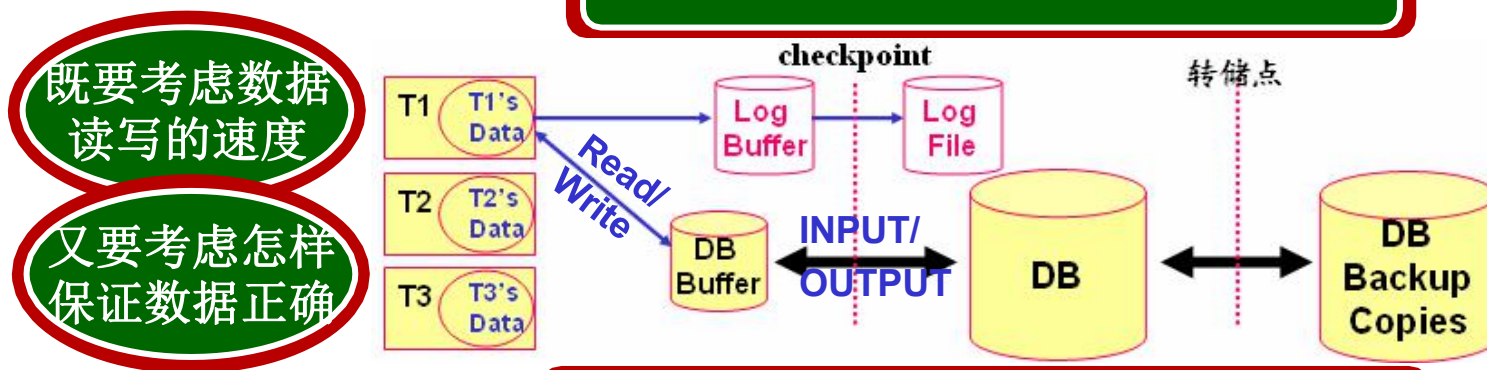 既要考虑数据
读写的速度
又要考虑怎样
保证数据正确
checkpoint
转储点
T1
T1's
Data
T2
T2's
Data
T3
T3's
Data
Read/
Write
Log
Buffer
Log
File
DB
Buffer
INPUT/
OUTPUT
DB
DB
Backup
Copies